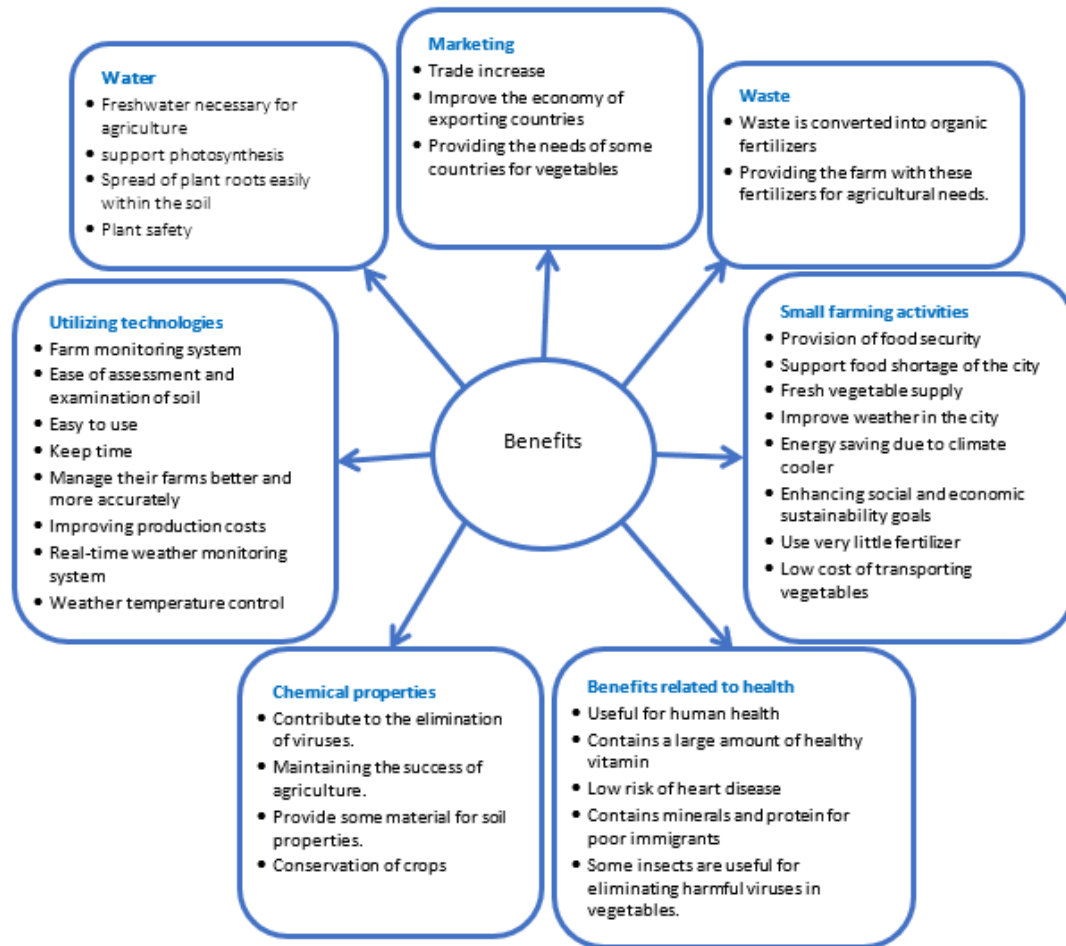 Marketing
• Trade increase
• Improve the economy of
exporting countries
• Providing the needs of some
countries for vegetables
Water
• Freshwater necessary for
agriculture
• support photosynthesis
• Spread of plant roots easily
within the soil
• Plant safety
Waste
• Waste is converted into organic
fertilizers
• Providing the farm with these
fertilizers for agricultural needs.
Utilizing technologies
• Farm monitoring system
• Ease of assessment and
examination of soil
• Easy to use
• Keep time
• Manage their farms better and
more accurately
• Improving production costs
• Real-time weather monitoring
system
• Weather temperature control
Benefits
Small farming activities
• Provision of food security
• Support food shortage of the city
• Fresh vegetable supply
• Improve weather in the city
• Energy saving due to climate
cooler
• Enhancing social and economic
sustainability goals
• Use very little fertilizer
• Low cost of transporting
vegetables
Chemical properties
• Contribute to the elimination
of viruses.
• Maintaining the success of
agriculture.
• Provide some material for soil
properties.
• Conservation of crops
Benefits related to health
• Useful for human health
• Contains a large amount of healthy
vitamin
• Low risk of heart disease
• Contains minerals and protein for
poor immigrants
• Some insects are useful for
eliminating harmful viruses in
vegetables.